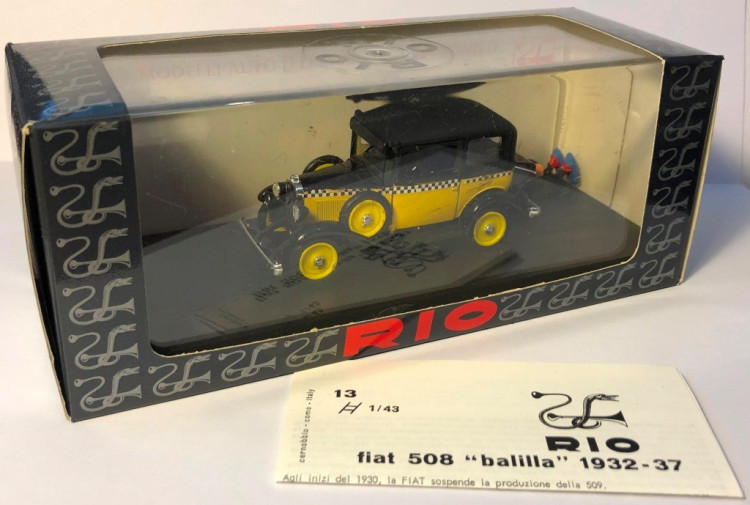 RIO
RIO
cernobbio - como - italy
13
1/43
RIO
fiat 508 "balilla" 1932-37
Agli inizi del 1930, la FIAT sospende la produzione della 509.